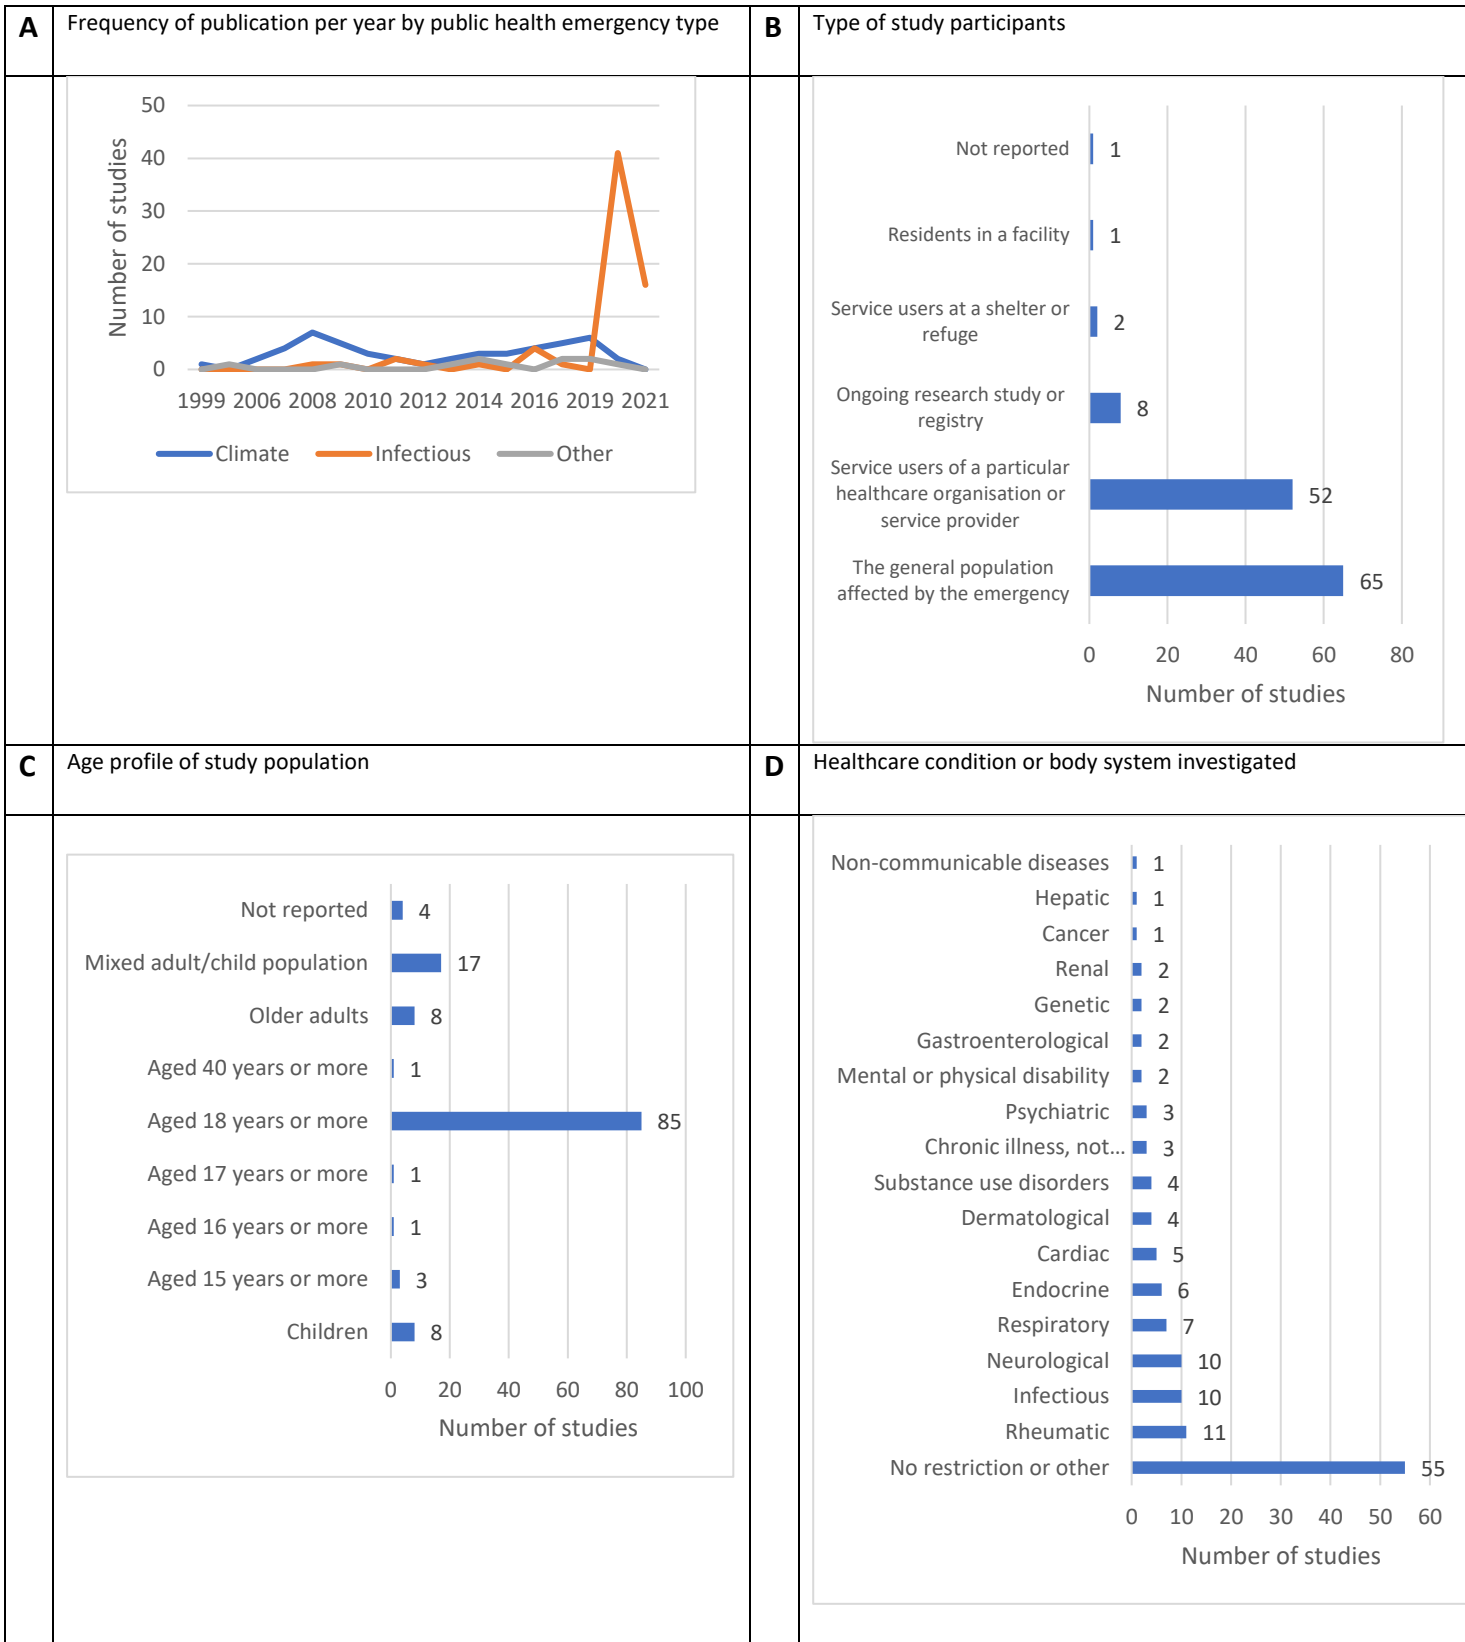 A
Frequency of publication per year by public health emergency type
50
40
30
20
10
0
Number of studies
1999 2006 2008 2010 2012 2014 2016 2019 2021
Climate Infectious Other
B
Type of study participants
Not reported 1
Residents in a facility 1
Service users at a shelter or
refuge
2
Ongoing research study or
registry
8
Service users of a particular
healthcare organisation or
service provider
52
The general population
affected by the emergency
65
0 20 40 60 80
Number of studies
C
Age profile of study population
Not reported 4
Mixed adult/child population 17
Older adults 8
Aged 40 years or more 1
Aged 18 years or more 85
Aged 17 years or more 1
Aged 16 years or more 1
Aged 15 years or more 3
Children 8
0 20 40 60 80 100
Number of studies
D
Healthcare condition or body system investigated
Non-communicable diseases 1
Hepatic 1
Cancer 1
Renal 2
Genetic 2
Gastroenterological 2
Mental or physical disability 2
Psychiatric 3
Chronic illness, not... 3
Substance use disorders 4
Dermatological 4
Cardiac 5
Endocrine 6
Respiratory 7
Neurological 10
Infectious 10
Rheumatic 11
No restriction or other 55
0 10 20 30 40 50 60
Number of studies